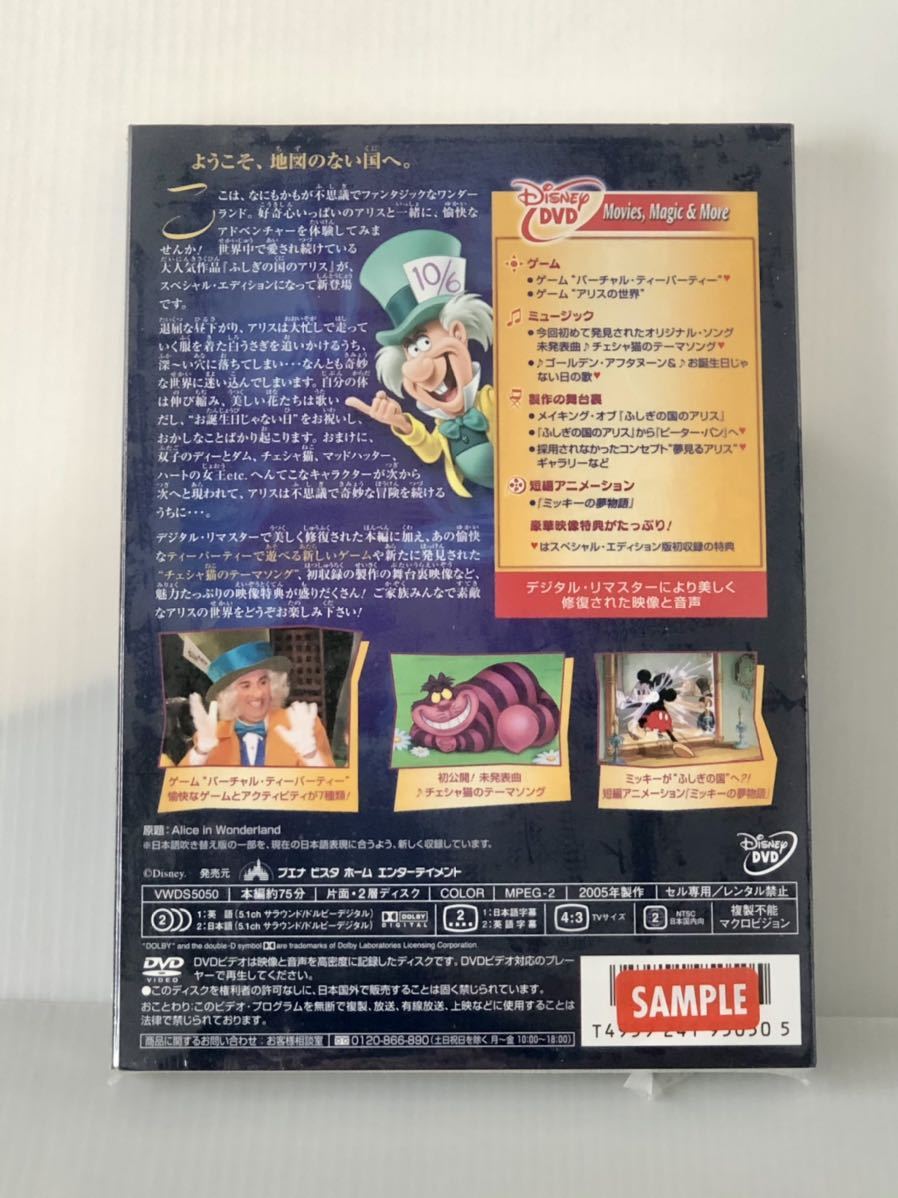 ようこそ、地図のない国へ。
ここは、なにもかもが不思議でファンタジックなワンダー
ランド。好奇心いっぱいのアリスと一緒に、愉快な
アドベンチャーを体験してみま
せんか! 世界中で愛され続けている
大人気作品『ふしぎの国のアリス』が、
スペシャル・エディションになって新登場
です。
退屈な昼下がり、アリスは大忙しで走って
いく服を着た白うさぎを追いかけるうち、
深〜い穴に落ちてしまい…なんとも奇妙
な世界に迷い込んでしまいます。自分の体
は伸び縮み、美しい花たちは歌い
だし、“お誕生日じゃない日”をお祝いし、
おかしなことばかり起こります。おまけに、
双子のディーとダム、チェシャ猫、マッドハッター、
ハートの女王etc. へんてこなキャラクターが次から
次へと現われて、アリスは不思議で奇妙な冒険を続ける
うちに…。
デジタル・リマスターで美しく修復された本編に加え、あの愉快
なティーパーティーで遊べる新しいゲームや新たに発見された
“チェシャ猫のテーマソング”、初収録の製作の舞台裏映像など、
魅力たっぷりの映像特典が盛りだくさん! ご家族みんなで素敵
なアリスの世界をどうぞお楽しみ下さい!
10/6
DISNEY DVD Movies, Magic & More
ゲーム
●ゲーム“バーチャル・ティーパーティー”♥
●ゲーム“アリスの世界”
ミュージック
●今回初めて発見されたオリジナル・ソング
未発表曲♪チェシャ猫のテーマソング♥
●♪ゴールデン・アフタヌーン&♪お誕生日じゃ
ない日の歌♥
製作の舞台裏
●メイキング・オブ『ふしぎの国のアリス』
●『ふしぎの国のアリス』から『ピーター・パン』へ♥
●採用されなかったコンセプト“夢見るアリス”♥
ギャラリーなど
短編アニメーション
●『ミッキーの夢物語』
豪華映像特典がたっぷり!
♥はスペシャル・エディション版初収録の特典
デジタル・リマスターにより美しく
修復された映像と音声
ゲーム“バーチャル・ティーパーティー”
愉快なゲームとアクティビティが7種類!
初公開! 未発表曲
♪チェシャ猫のテーマソング
ミッキーが“ふしぎの国”へ?!
短編アニメーション『ミッキーの夢物語』
原題:Alice in Wonderland
※日本語吹き替え版の一部を、現在の日本語表現に合うよう、新しく収録しています。
DISNEY DVD
©Disney. 発売元 ブエナ ビスタ ホーム エンターテイメント
VWDS5050 本編約75分 片面・2層ディスク COLOR MPEG-2 2005年製作 セル専用/レンタル禁止
2 1:英語(5.1ch サラウンド/ドルビーデジタル) DOLBY DIGITAL 2 1:日本語字幕 4:3 TVサイズ 2 NTSC 複製不能
2:日本語(5.1ch サラウンド/ドルビーデジタル) 2:英語字幕 日本国内向 マクロビジョン
"DOLBY" and the double-D symbol are trademarks of Dolby Laboratories Licensing Corporation.
DVD VIDEO DVDビデオは映像と音声を高密度に記録したディスクです。DVDビデオ対応のプレー
ヤーで再生してください。
●このディスクを権利者の許可なしに、日本国外で販売することは固く禁じられています。
おことわり:このビデオ・プログラムを無断で複製、放送、有線放送、上映などに使用することは
法律で禁じられております。
商品に関するお問い合わせ:お客様相談室 0120-866-890(土日祝日を除く 月〜金 10:00〜18:00)
SAMPLE